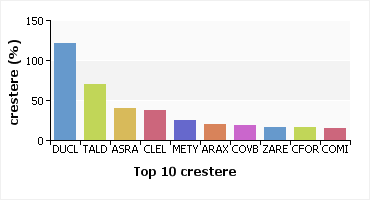 crestere (%)
150
100
50
0
DUCL TALD ASRA CLEL METY ARAX COVB ZARE CFOR COMI
Top 10 crestere